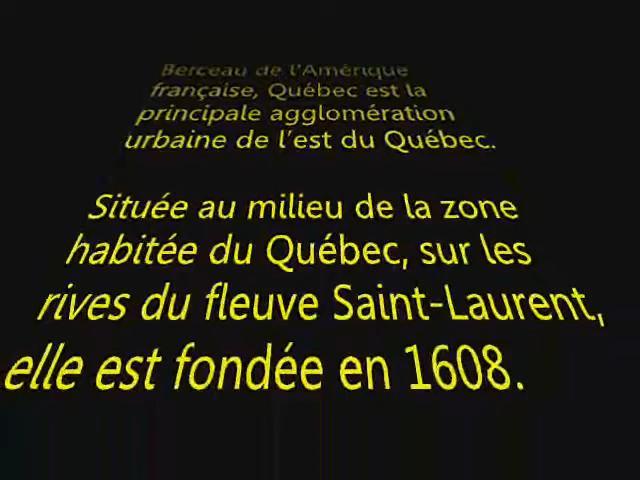 Berceau de l'Amérique
française, Québec est la
principale agglomération
urbaine de l'est du Québec.
Située au milieu de la zone
habitée du Québec, sur les
rives du fleuve Saint-Laurent,
elle est fondée en 1608.